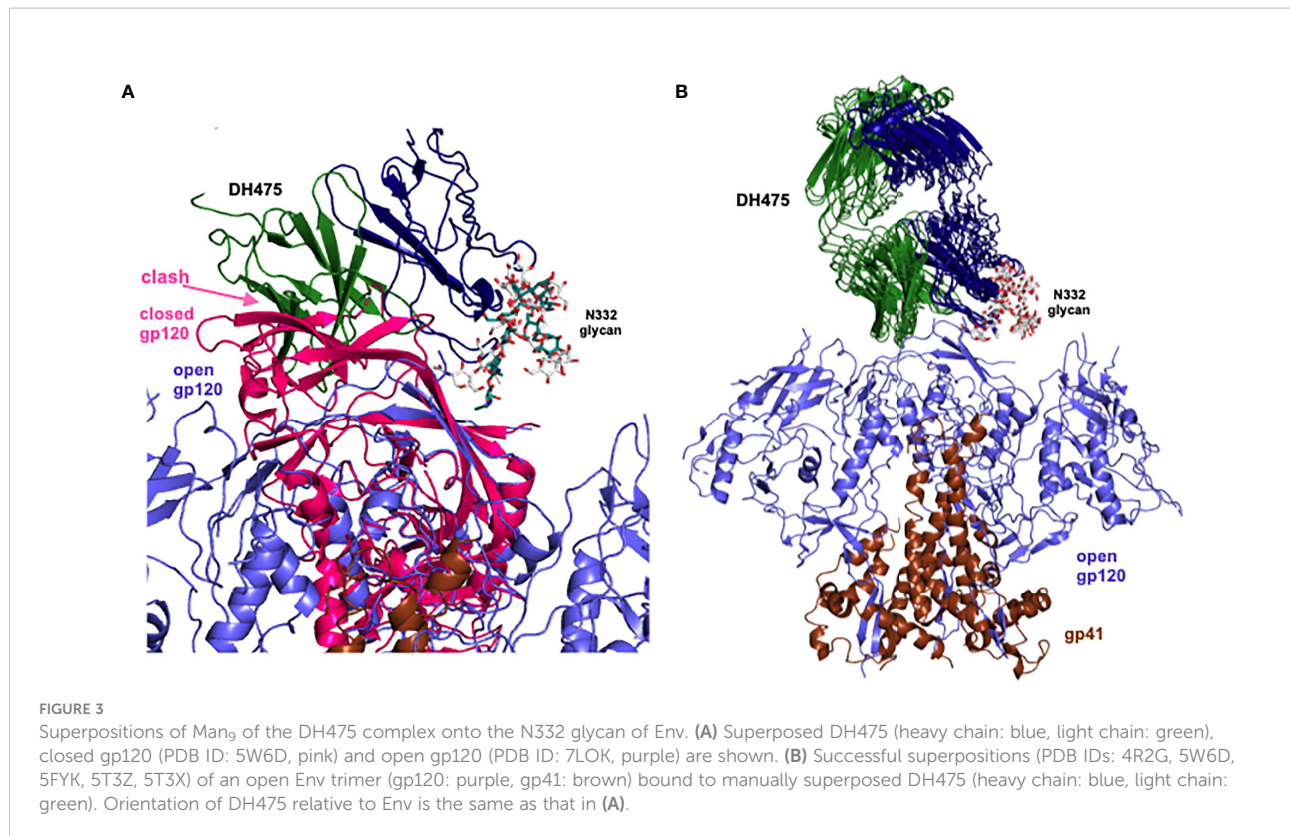 A
DH475
clash
closed
gp120
open
gp120
N332
glycan
B
DH475
N332
glycan
open
gp120
gp41
FIGURE 3
Superpositions of Man₉ of the DH475 complex onto the N332 glycan of Env. (A) Superposed DH475 (heavy chain: blue, light chain: green),
closed gp120 (PDB ID: 5W6D, pink) and open gp120 (PDB ID: 7LOK, purple) are shown. (B) Successful superpositions (PDB IDs: 4R2G, 5W6D,
5FYK, 5T3Z, 5T3X) of an open Env trimer (gp120: purple, gp41: brown) bound to manually superposed DH475 (heavy chain: blue, light chain:
green). Orientation of DH475 relative to Env is the same as that in (A).